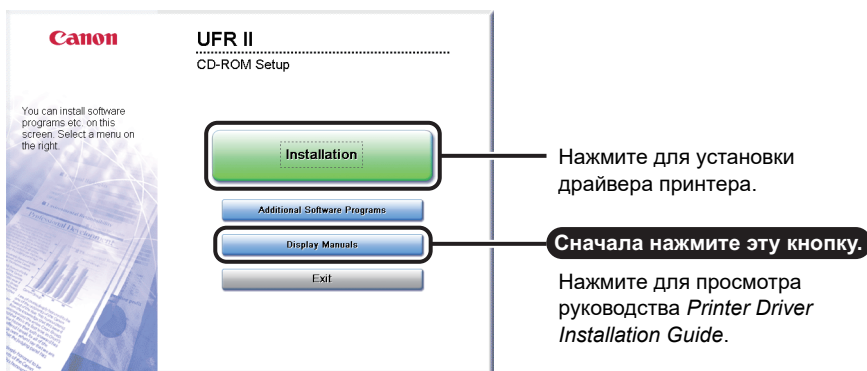 Canon
UFR II
CD-ROM Setup
You can install software
programs etc. on this
screen. Select a menu on
the right.
Installation
Нажмите для установки
драйвера принтера.
Additional Software Programs
Display Manuals
Сначала нажмите эту кнопку.
Exit
Нажмите для просмотра
руководства Printer Driver
Installation Guide.
Professional Development